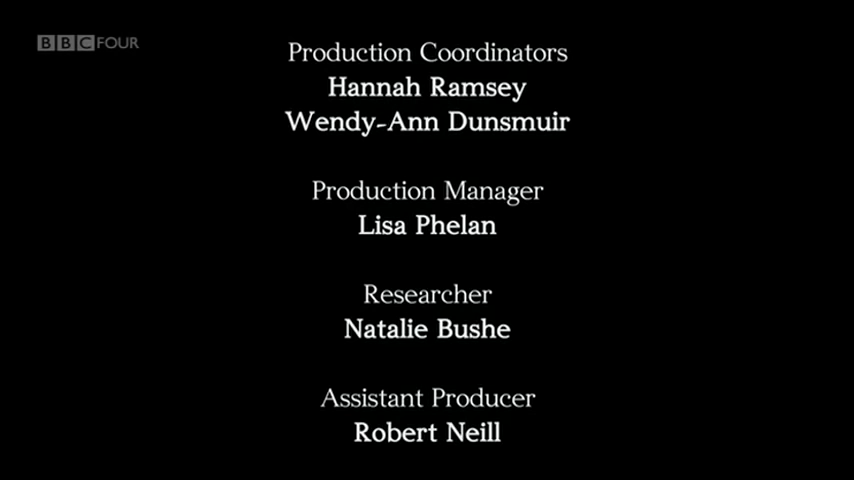 BBC FOUR
Production Coordinators
Hannah Ramsey
Wendy-Ann Dunsmuir
Production Manager
Lisa Phelan
Researcher
Natalie Bushe
Assistant Producer
Robert Neill